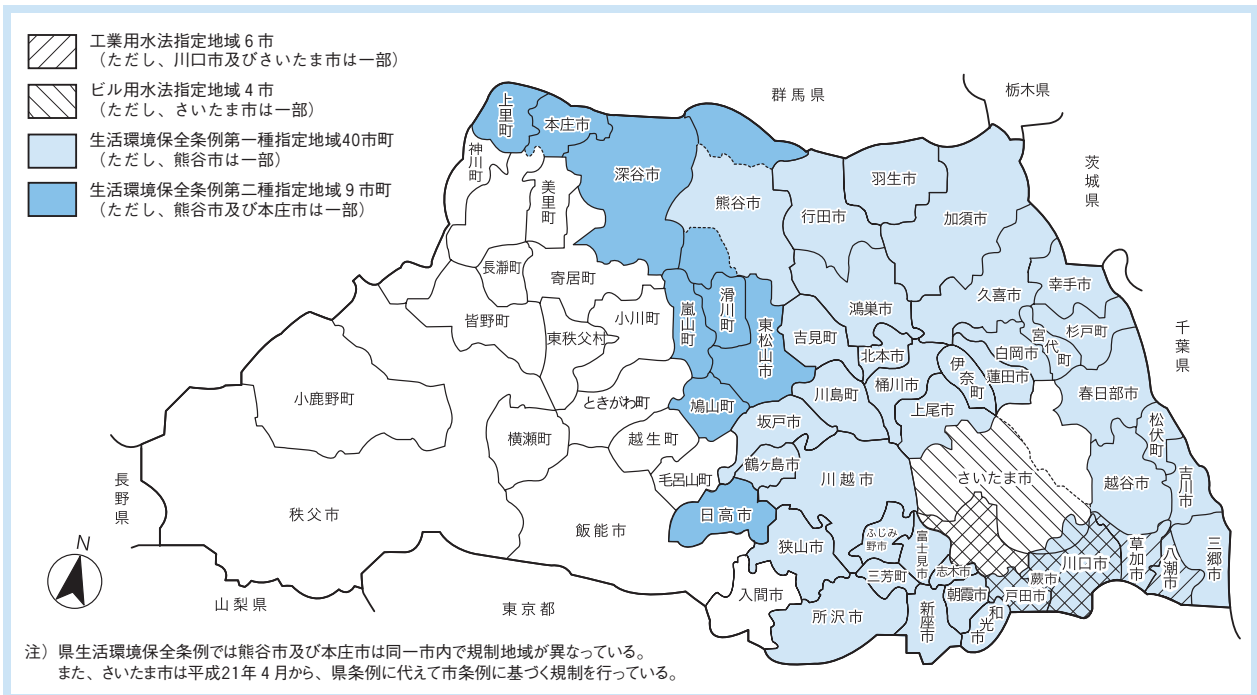 工業用水法指定地域6市
（ただし、川口市及びさいたま市は一部）
ビル用水法指定地域4市
（ただし、さいたま市は一部）
生活環境保全条例第一種指定地域40市町
（ただし、熊谷市は一部）
生活環境保全条例第二種指定地域9市町
（ただし、熊谷市及び本庄市は一部）
群馬県
栃木県
茨城県
千葉県
長野県
山梨県
東京都
N
上里町
本庄市
神川町
美里町
深谷市
熊谷市
行田市
羽生市
加須市
長瀞町
寄居町
皆野町
東秩父村
小川町
嵐山町
滑川町
東松山市
吉見町
鴻巣市
久喜市
幸手市
北本市
白岡市
宮代町
杉戸町
小鹿野町
ときがわ町
鳩山町
川島町
桶川市
伊奈町
蓮田市
春日部市
横瀬町
越生町
坂戸市
上尾市
松伏町
毛呂山町
鶴ヶ島市
川越市
さいたま市
越谷市
吉川市
秩父市
飯能市
日高市
狭山市
ふじみ野市
富士見市
川口市
草加市
八潮市
三郷市
入間市
三芳町
志木市
朝霞市
戸田市
蕨市
所沢市
新座市
和光市
注）県生活環境保全条例では熊谷市及び本庄市は同一市内で規制地域が異なっている。
また、さいたま市は平成21年4月から、県条例に代えて市条例に基づく規制を行っている。